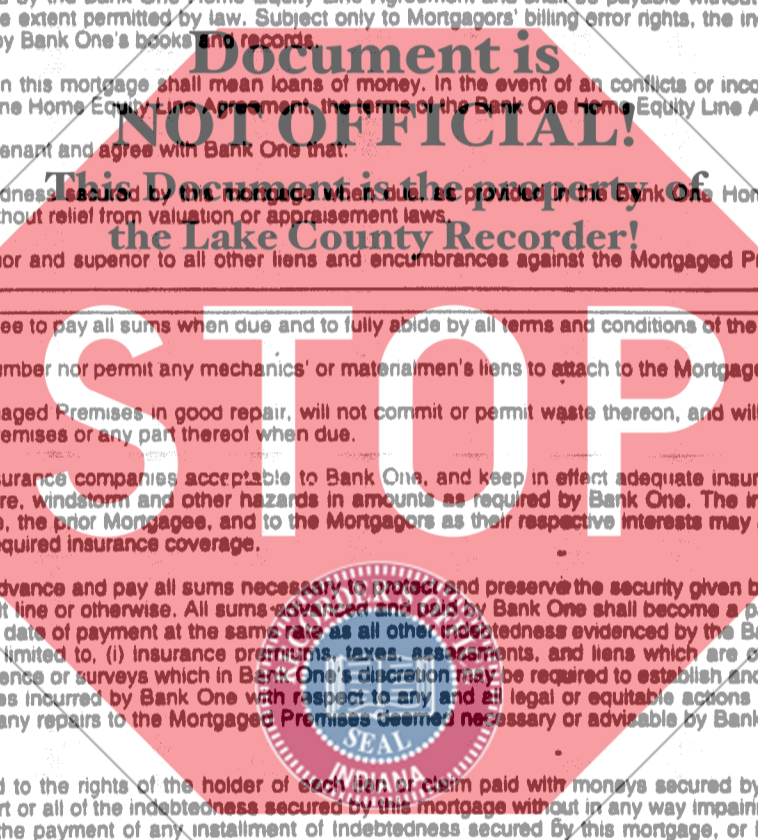 e extent permitted by law. Subject only to Mortgagors' billing error rights, the in
by Bank One's books and records.
Document is
n this mortgage shall mean loans of money. In the event of an conflicts or inco
ne Home Equity Line Agreement, the terms of the Bank One Home Equity Line A
NOT OFFICIAL!
enant and agree with Bank One that:
This Document is the property of
dness secured by this mortgage when due, as provided in the Bank One Hom
hout relief from valuation or appraisement laws.
the Lake County Recorder!
ior and superior to all other liens and encumbrances against the Mortgaged Pr
STOP
ee to pay all sums when due and to fully abide by all terms and conditions of the
umber nor permit any mechanics' or materialmen's liens to attach to the Mortgage
aged Premises in good repair, will not commit or permit waste thereon, and will
emises or any part thereof when due.
surance companies acceptable to Bank One, and keep in effect adequate insur
re, windstorm and other hazards in amounts as required by Bank One. The in
, the prior Mortgagee, and to the Mortgagors as their respective interests may
quired insurance coverage.
dvance and pay all sums necessary to protect and preserve the security given b
t line or otherwise. All sums advanced and paid by Bank One shall become a p
date of payment at the same rate as all other indebtedness evidenced by the Ba
limited to, (i) insurance premiums, taxes, assessments, and liens which are o
ence or surveys which in Bank One's discretion may be required to establish and
es incurred by Bank One with respect to any and all legal or equitable actions
any repairs to the Mortgaged Premises deemed necessary or advisable by Bank
SEAL
INDIANA
d to the rights of the holder of each lien or claim paid with moneys secured by
rt or all of the indebtedness secured by this mortgage without in any way impairi
the payment of any installment of indebtedness secured by this mortgage, or